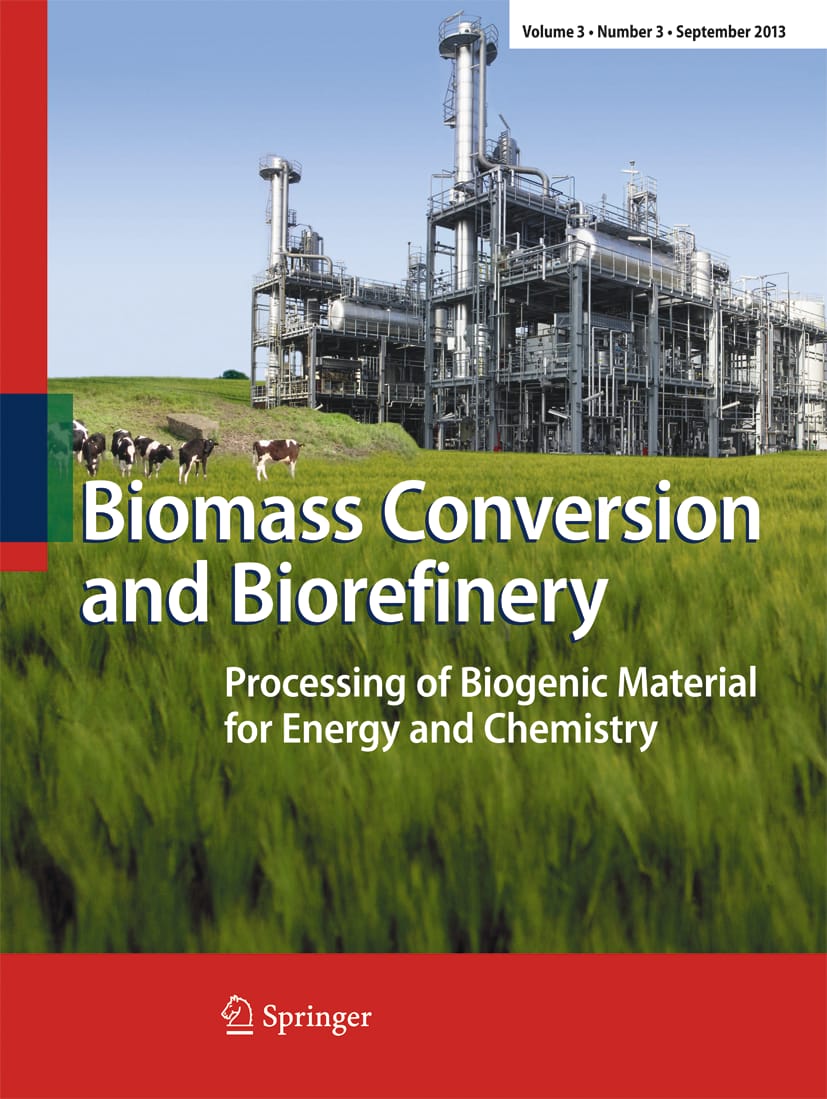 Volume 3 • Number 3 • September 2013
Biomass Conversion
and Biorefinery
Processing of Biogenic Material
for Energy and Chemistry
Springer